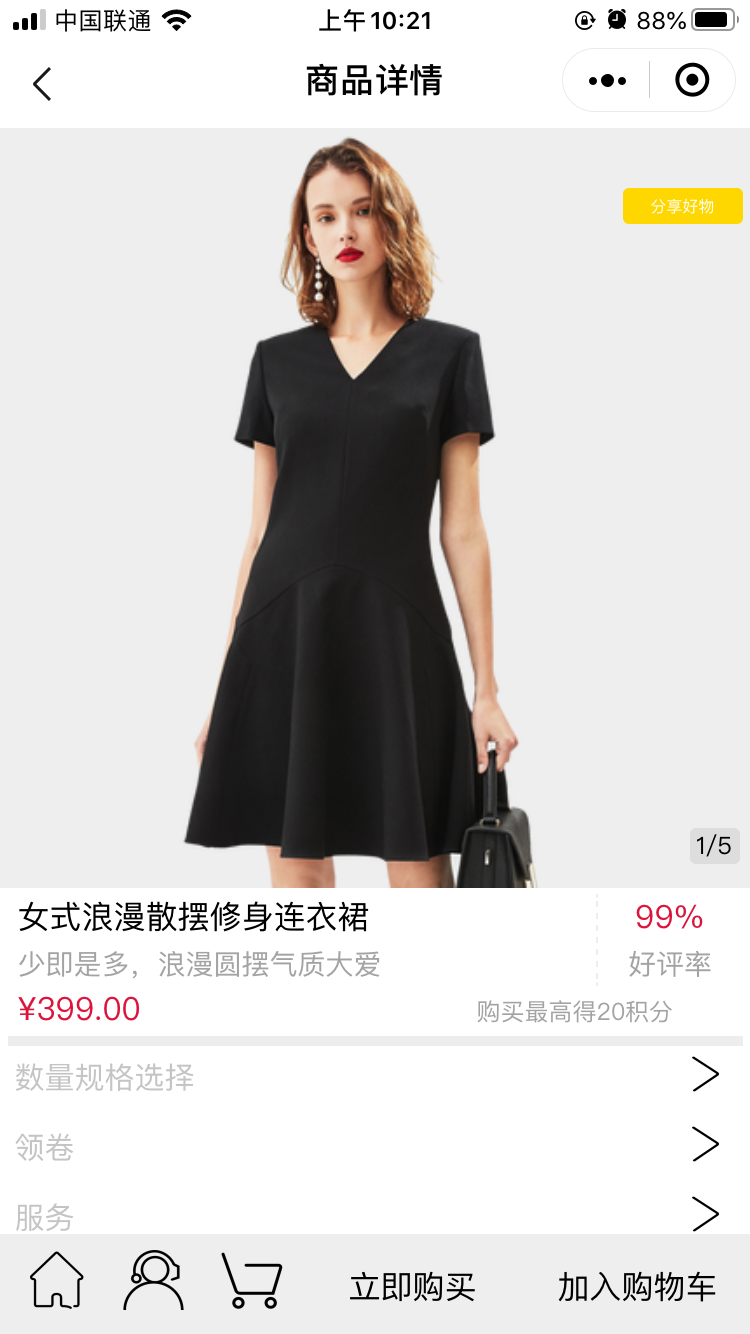 中国联通 上午10:21 88%
商品详情
分享好物
1/5
女式浪漫散摆修身连衣裙
99%
少即是多，浪漫圆摆气质大爱
好评率
¥399.00
购买最高得20积分
数量规格选择
领卷
服务
立即购买 加入购物车